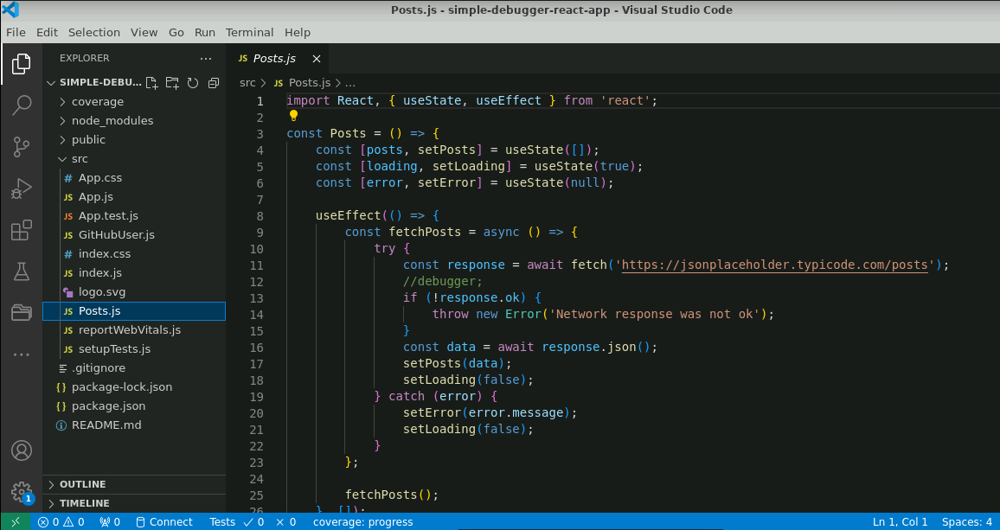 Posts.js - simple-debugger-react-app - Visual Studio Code
File Edit Selection View Go Run Terminal Help
EXPLORER
SIMPLE-DEBU...
coverage
node_modules
public
src
# App.css
JS App.js
JS App.test.js
JS GitHubUser.js
# index.css
JS index.js
logo.svg
JS Posts.js
JS reportWebVitals.js
JS setupTests.js
.gitignore
{} package-lock.json
{} package.json
README.md
OUTLINE
TIMELINE
1
JS Posts.js
src > JS Posts.js > ...
1 import React, { useState, useEffect } from 'react';
2
3 const Posts = () => {
4 const [posts, setPosts] = useState([]);
5 const [loading, setLoading] = useState(true);
6 const [error, setError] = useState(null);
7
8 useEffect(() => {
9 const fetchPosts = async () => {
10 try {
11 const response = await fetch('https://jsonplaceholder.typicode.com/posts');
12 //debugger;
13 if (!response.ok) {
14 throw new Error('Network response was not ok');
15 }
16 const data = await response.json();
17 setPosts(data);
18 setLoading(false);
19 } catch (error) {
20 setError(error.message);
21 setLoading(false);
22 }
23 };
24
25 fetchPosts();
26 }, []);
0 0 0 Connect Tests 0 0 coverage: progress Ln 1, Col 1 Spaces: 4